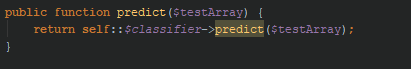 public function predict($testArray) {
return self::$classifier->predict($testArray);
}